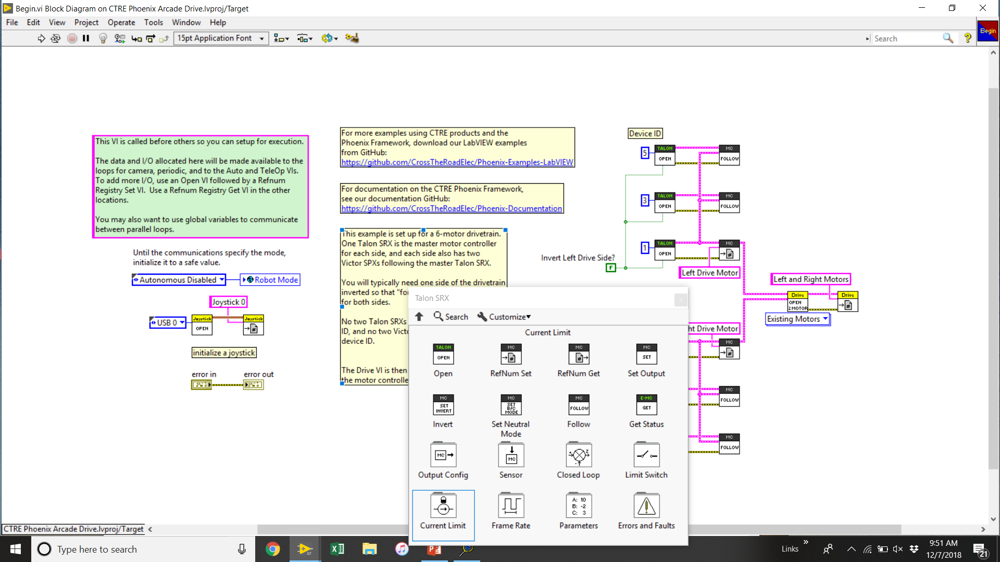 Begin.vi Block Diagram on CTRE Phoenix Arcade Drive.lvproj/Target
File Edit View Project Operate Tools Window Help
15pt Application Font
Search
Begin
This VI is called before others so you can setup for execution.
The data and I/O allocated here will be made available to the
loops for camera, periodic, and to the Auto and TeleOp VIs.
To add more I/O, use an Open VI followed by a Refnum
Registry Set VI. Use a Refnum Registry Get VI in the other
locations.
You may also want to use global variables to communicate
between parallel loops.
Until the communications specify the mode,
initialize it to a safe value.
Autonomous Disabled
Robot Mode
Joystick 0
USB 0
Joystick
OPEN
Joystick
initialize a joystick
error in
error out
For more examples using CTRE products and the
Phoenix Framework, download our LabVIEW examples
from GitHub:
https://github.com/CrossTheRoadElec/Phoenix-Examples-LabVIEW
For documentation on the CTRE Phoenix Framework,
see our documentation GitHub:
https://github.com/CrossTheRoadElec/Phoenix-Documentation
This example is set up for a 6-motor drivetrain.
One Talon SRX is the master motor controller
for each side, and each side also has two
Victor SPXs following the master Talon SRX.
You will typically need one side of the drivetrain
inverted so that "for
for both sides.
No two Talon SRXs
ID, and no two Victo
device ID.
The Drive VI is then
the motor controlle
Device ID
5
TALON
OPEN
MC
FOLLOW
3
TALON
OPEN
MC
FOLLOW
1
TALON
OPEN
MC
Invert Left Drive Side?
F
Left Drive Motor
Left and Right Motors
Drive
OPEN
2 MOTOR
Drive
Existing Motors
ht Drive Motor
MC
MC
FOLLOW
MC
FOLLOW
Talon SRX
Search Customize
Current Limit
TALON
OPEN
Open
MC
RefNum Set
MC
RefNum Get
MC
SET
Set Output
MC
SET
INVERT
Invert
MC
SET
B/C
MODE
Set Neutral
Mode
MC
FOLLOW
Follow
E-MC
GET
Get Status
MC
Output Config
MC
Sensor
Z
Closed Loop
Limit Switch
Current Limit
Frame Rate
A: 10
B: -2
C: 3
Parameters
Errors and Faults
CTRE Phoenix Arcade Drive.lvproj/Target
Type here to search
17
Links
9:51 AM
12/7/2018
21